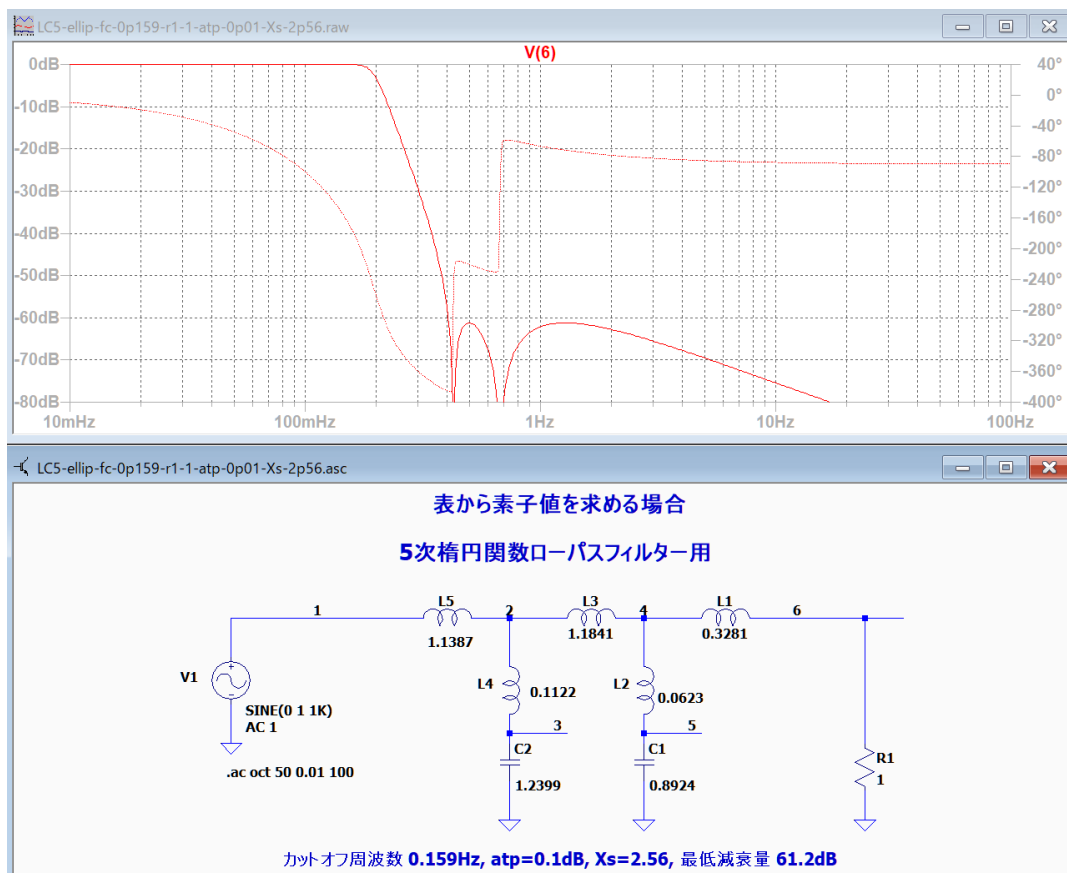 LC5-ellip-fc-0p159-r1-1-atp-0p01-Xs-2p56.raw
V(6)
0dB
-10dB
-20dB
-30dB
-40dB
-50dB
-60dB
-70dB
-80dB
40°
0°
-40°
-80°
-120°
-160°
-200°
-240°
-280°
-320°
-360°
-400°
10mHz
100mHz
1Hz
10Hz
100Hz
LC5-ellip-fc-0p159-r1-1-atp-0p01-Xs-2p56.asc
表から素子値を求める場合
5次楕円関数ローパスフィルター用
1
L5
2
L3
4
L1
6
1.1387
1.1841
0.3281
V1
L4
0.1122
L2
0.0623
SINE(0 1 1K)
AC 1
3
5
C2
C1
R1
1
.ac oct 50 0.01 100
1.2399
0.8924
カットオフ周波数 0.159Hz, atp=0.1dB, Xs=2.56, 最低減衰量 61.2dB